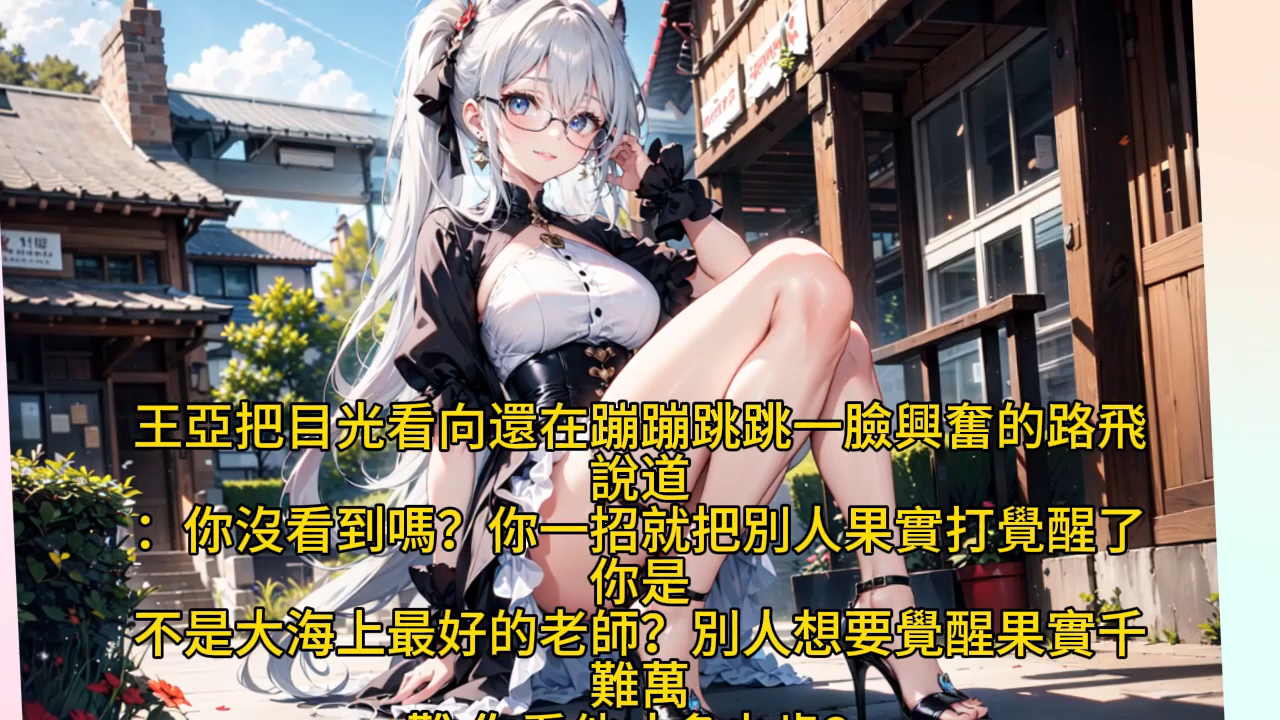 王亞把目光看向還在蹦蹦跳跳一臉興奮的路飛
說道
：你沒看到嗎？你一招就把別人果實打覺醒了
你是
不是大海上最好的老師？別人想要覺醒果實千
難萬